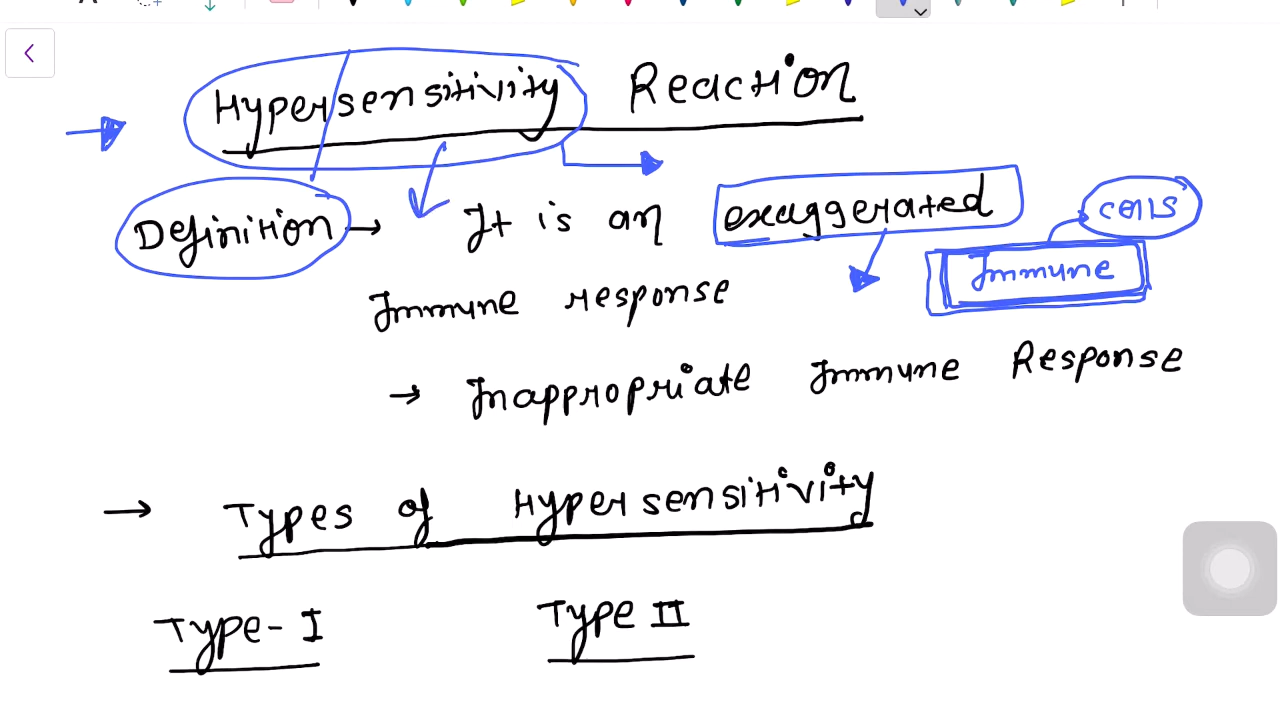 Hypersensitivity Reaction
Definition → It is an exaggerated
cells
Immune
Immune response
→ Inappropriate Immune Response
→ Types of Hypersensitivity
Type-I Type II